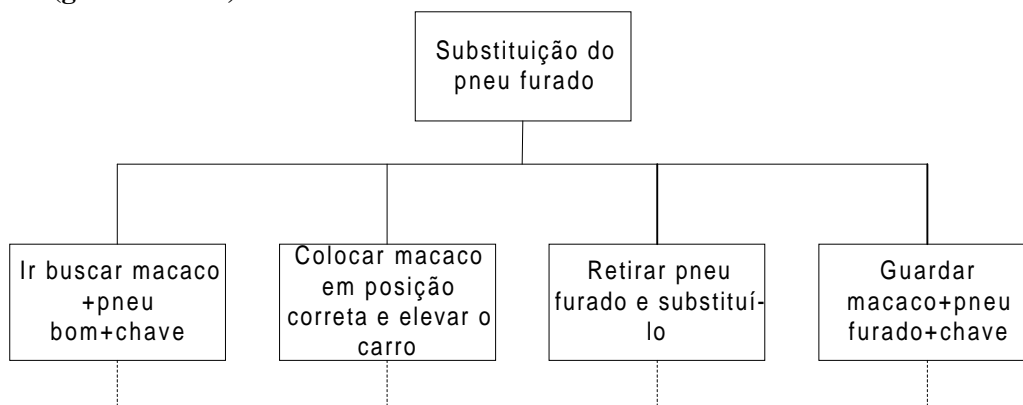 Substituição do
pneu furado
Ir buscar macaco
+pneu
bom+chave
Colocar macaco
em posição
correta e elevar o
carro
Retirar pneu
furado e substituí-
lo
Guardar
macaco+pneu
furado+chave